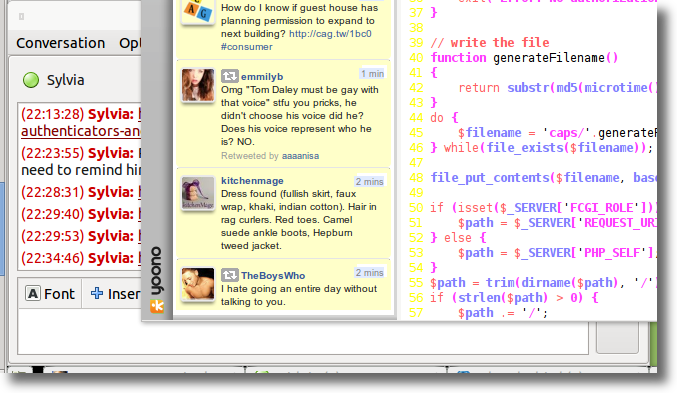 Conversation Opt
Sylvia
(22:13:28) Sylvia:
authenticators-an
(22:23:55) Sylvia:
need to remind hir
(22:28:31) Sylvia:
(22:29:40) Sylvia:
(22:29:53) Sylvia:
(22:34:46) Sylvia:
A Font Inser
yoono
How do I know if guest house has
planning permission to expand to
next building? http://cag.tw/1bc0
#consumer
emmilyb 1 min
Omg "Tom Daley must be gay with
that voice" stfu you pricks, he
didn't choose his voice did he?
Does his voice represent who he
is? NO.
Retweeted by aaaanisa
kitchenmage 2 mins
Dress found (fullish skirt, faux
wrap, khaki, indian cotton). Hair in
rag curlers. Red toes. Camel
suede ankle boots, Hepburn
tweed jacket.
TheBoysWho 2 mins
I hate going an entire day without
talking to you.
37 }
38
39 // write the file
40 function generateFilename()
41 {
42 return substr(md5(microtime()
43 }
44 do {
45 $filename = 'caps/'.generateF
46 } while(file_exists($filename));
47
48 file_put_contents($filename, base
49
50 if (isset($_SERVER['FCGI_ROLE']))
51 $path = $_SERVER['REQUEST_URI
52 } else {
53 $path = $_SERVER['PHP_SELF'],
54 }
55 $path = trim(dirname($path), '/')
56 if (strlen($path) > 0) {
57 $path .= '/';